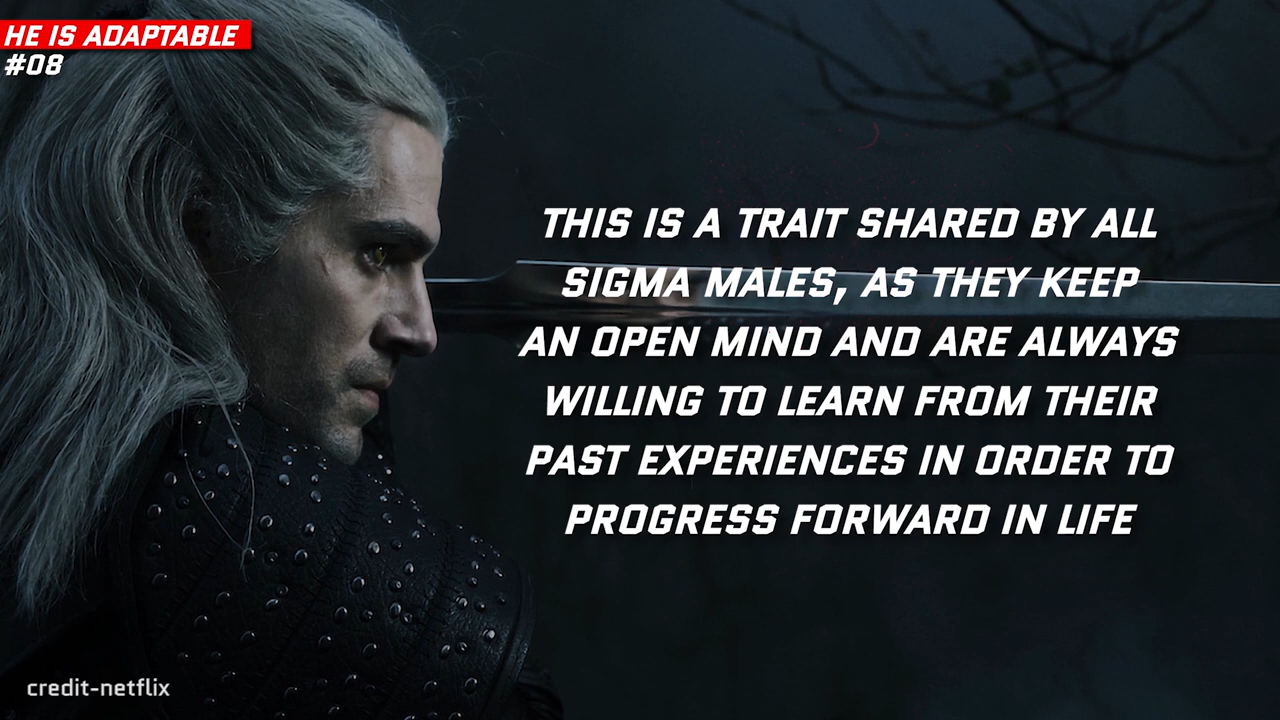 HE IS ADAPTABLE
#08
THIS IS A TRAIT SHARED BY ALL
SIGMA MALES, AS THEY KEEP
AN OPEN MIND AND ARE ALWAYS
WILLING TO LEARN FROM THEIR
PAST EXPERIENCES IN ORDER TO
PROGRESS FORWARD IN LIFE
credit-netflix